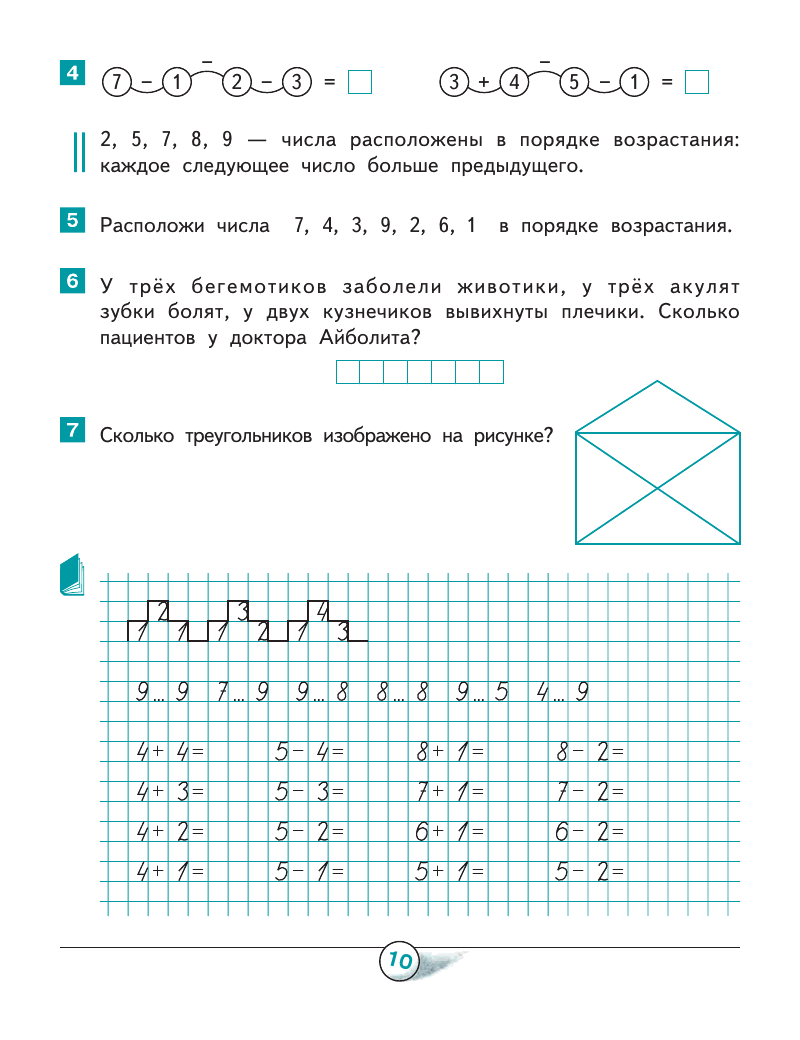 4 7 – 1 – 2 – 3 = 3 + 4 – 5 – 1 =
2, 5, 7, 8, 9 — числа расположены в порядке возрастания:
каждое следующее число больше предыдущего.
5 Расположи числа 7, 4, 3, 9, 2, 6, 1 в порядке возрастания.
6 У трёх бегемотиков заболели животики, у трёх акулят
зубки болят, у двух кузнечиков вывихнуты плечики. Сколько
пациентов у доктора Айболита?
7 Сколько треугольников изображено на рисунке?
2 3 4
1 1 1 2 1 3
9 ... 9 7 ... 9 9 ... 8 8 ... 8 9 ... 5 4 ... 9
4 + 4 = 5 – 4 = 8 + 1 = 8 – 2 =
4 + 3 = 5 – 3 = 7 + 1 = 7 – 2 =
4 + 2 = 5 – 2 = 6 + 1 = 6 – 2 =
4 + 1 = 5 – 1 = 5 + 1 = 5 – 2 =
10